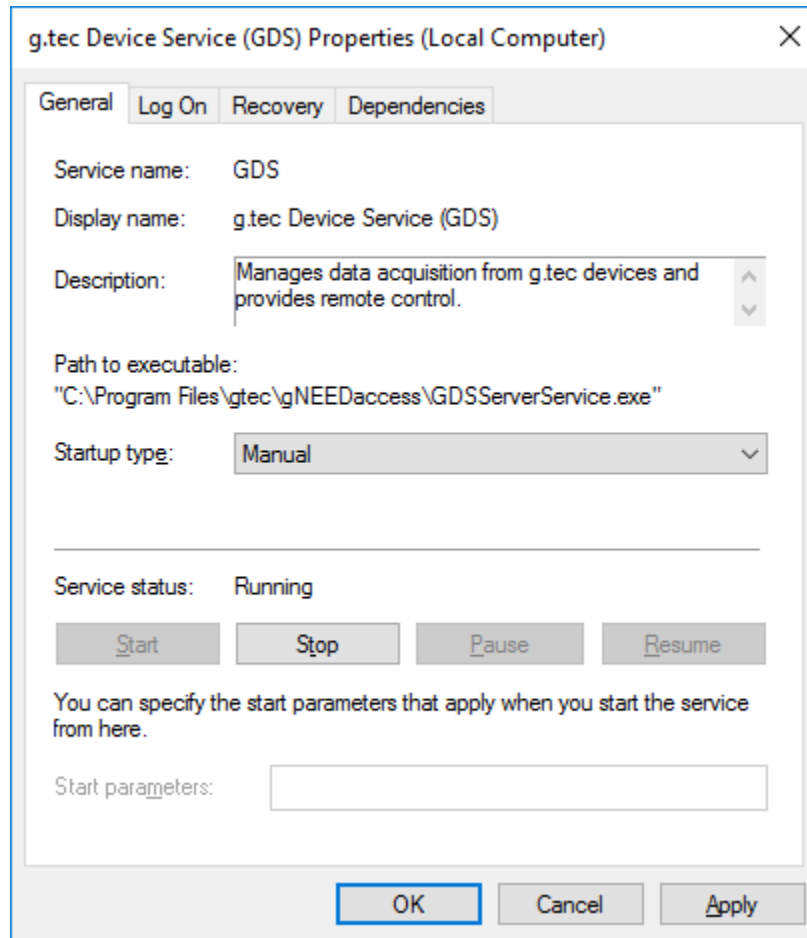 g.tec Device Service (GDS) Properties (Local Computer)
General Log On Recovery Dependencies
Service name: GDS
Display name: g.tec Device Service (GDS)
Description: Manages data acquisition from g.tec devices and
provides remote control.
Path to executable:
"C:\Program Files\gtec\gNEEDaccess\GDSServerService.exe"
Startup type: Manual
Service status: Running
Start Stop Pause Resume
You can specify the start parameters that apply when you start the service
from here.
Start parameters:
OK Cancel Apply